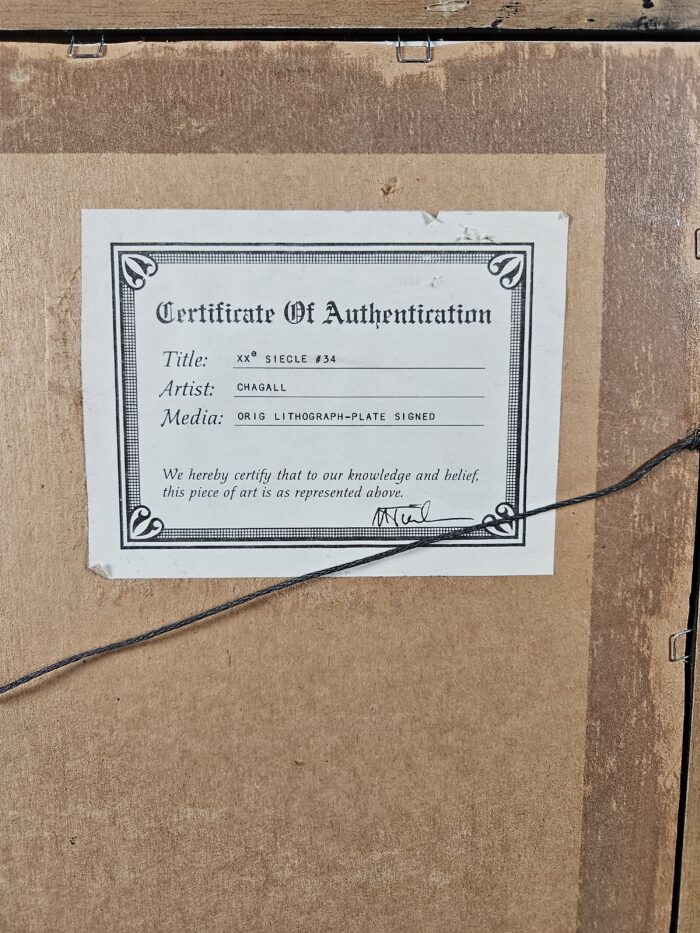 Certificate Of Authentication
Title: XXe SIECLE #34
Artist: CHAGALL
Media: ORIG LITHOGRAPH-PLATE SIGNED
We hereby certify that to our knowledge and belief,
this piece of art is as represented above.